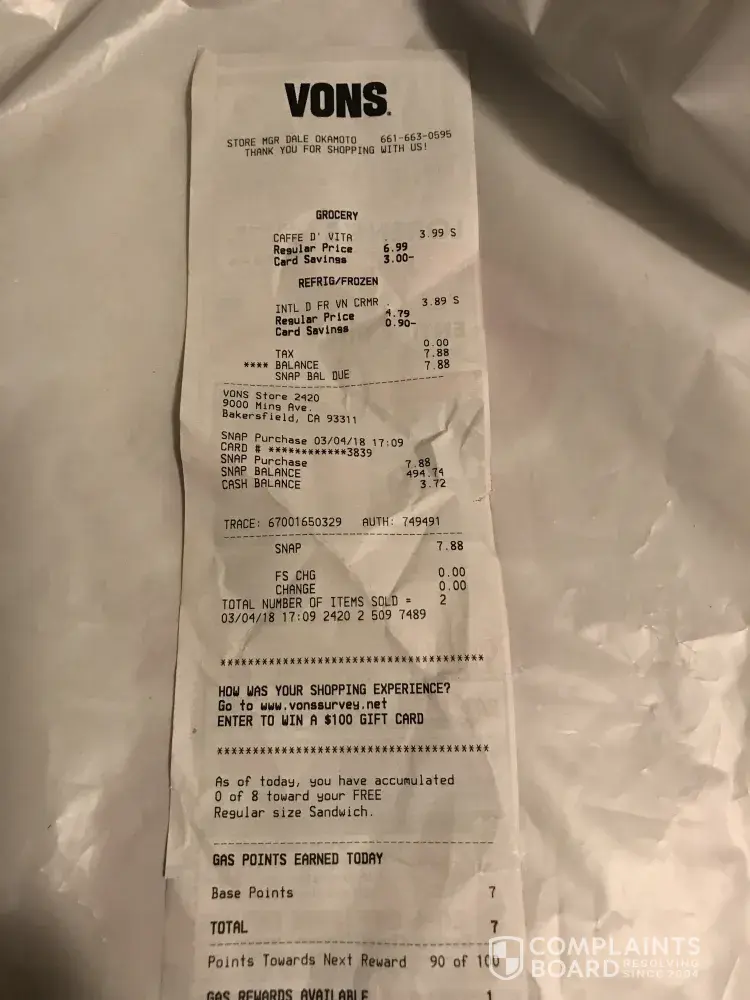 VONS.
STORE MGR DALE OKAMOTO 661-663-0595
THANK YOU FOR SHOPPING WITH US!
GROCERY
CAFFE D' VITA . 3.99 S
Regular Price 6.99
Card Savings 3.00-
REFRIG/FROZEN
INTL D FR VN CRMR . 3.89 S
Regular Price 4.79
Card Savings 0.90-
TAX 0.00
**** BALANCE 7.88
SNAP BAL DUE 7.88
VONS Store 2420
9000 Ming Ave.
Bakersfield, CA 93311
SNAP Purchase 03/04/18 17:09
CARD # ************3839
SNAP Purchase 7.88
SNAP BALANCE 494.74
CASH BALANCE 3.72
TRACE: 67001650329 AUTH: 749491
SNAP 7.88
FS CHG 0.00
CHANGE 0.00
TOTAL NUMBER OF ITEMS SOLD = 2
03/04/18 17:09 2420 2 509 7489
**************************************
HOW WAS YOUR SHOPPING EXPERIENCE?
Go to www.vonssurvey.net
ENTER TO WIN A $100 GIFT CARD
**************************************
As of today, you have accumulated
0 of 8 toward your FREE
Regular size Sandwich.
GAS POINTS EARNED TODAY
Base Points 7
TOTAL 7
Points Towards Next Reward 90 of 100
GAS REWARDS AVAILABLE 1
COMPLAINTS
BOARD RESOLVING SINCE 2004